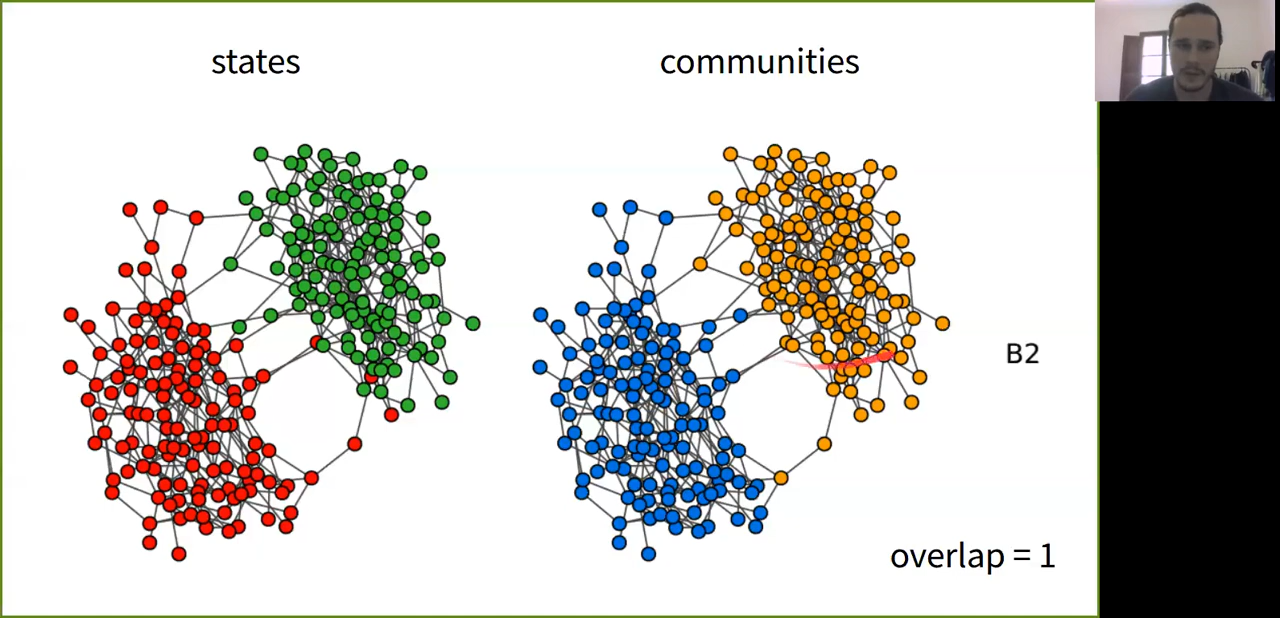 states
communities
B2
overlap = 1